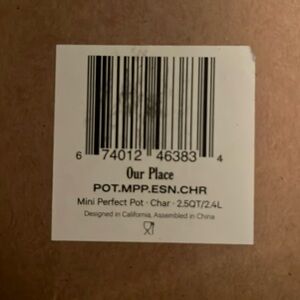 6 74012 46383 4
Our Place
POT.MPP.ESN.CHR
Mini Perfect Pot · Char · 2.5QT/2.4L
Designed in California, Assembled in China